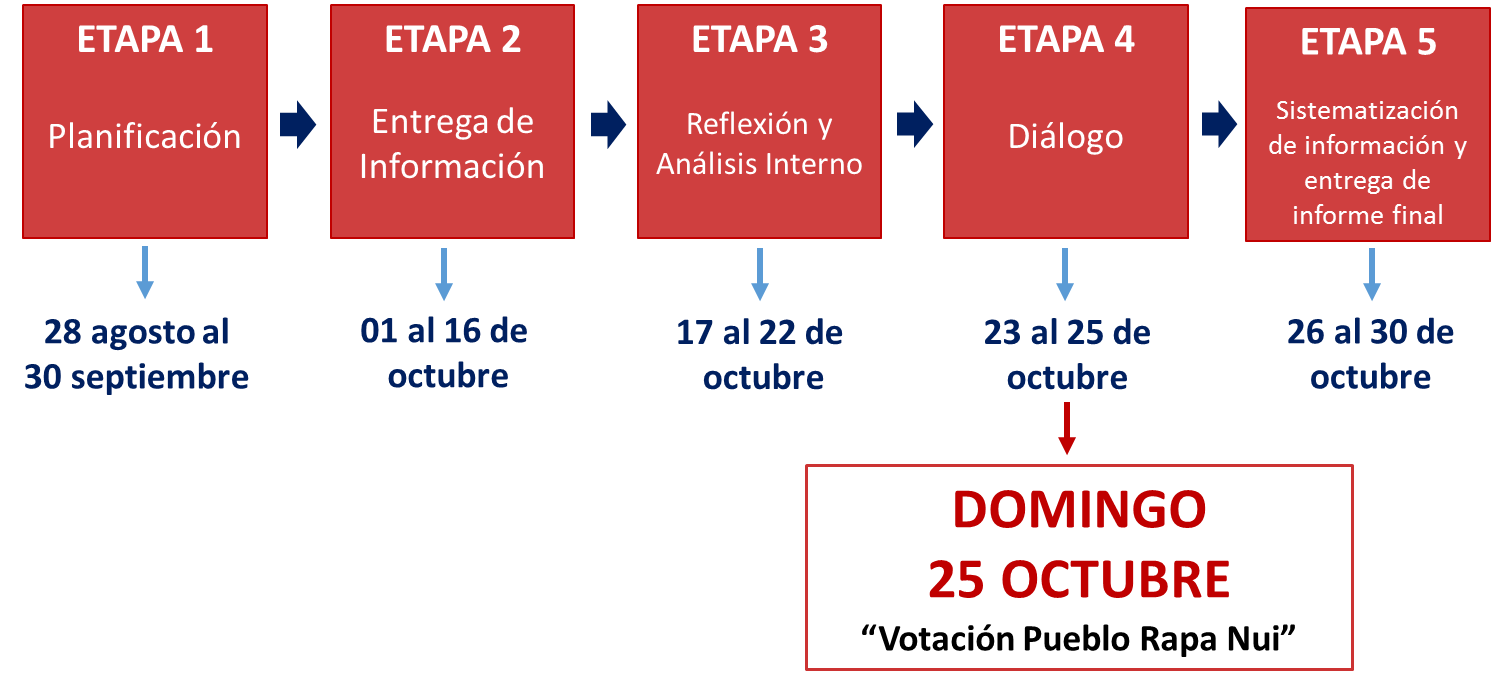 ETAPA 1
Planificación
ETAPA 2
Entrega de
Información
ETAPA 3
Reflexión y
Análisis Interno
ETAPA 4
Diálogo
ETAPA 5
Sistematización
de información y
entrega de
informe final
28 agosto al
30 septiembre
01 al 16 de
octubre
17 al 22 de
octubre
23 al 25 de
octubre
26 al 30 de
octubre
DOMINGO
25 OCTUBRE
“Votación Pueblo Rapa Nui”